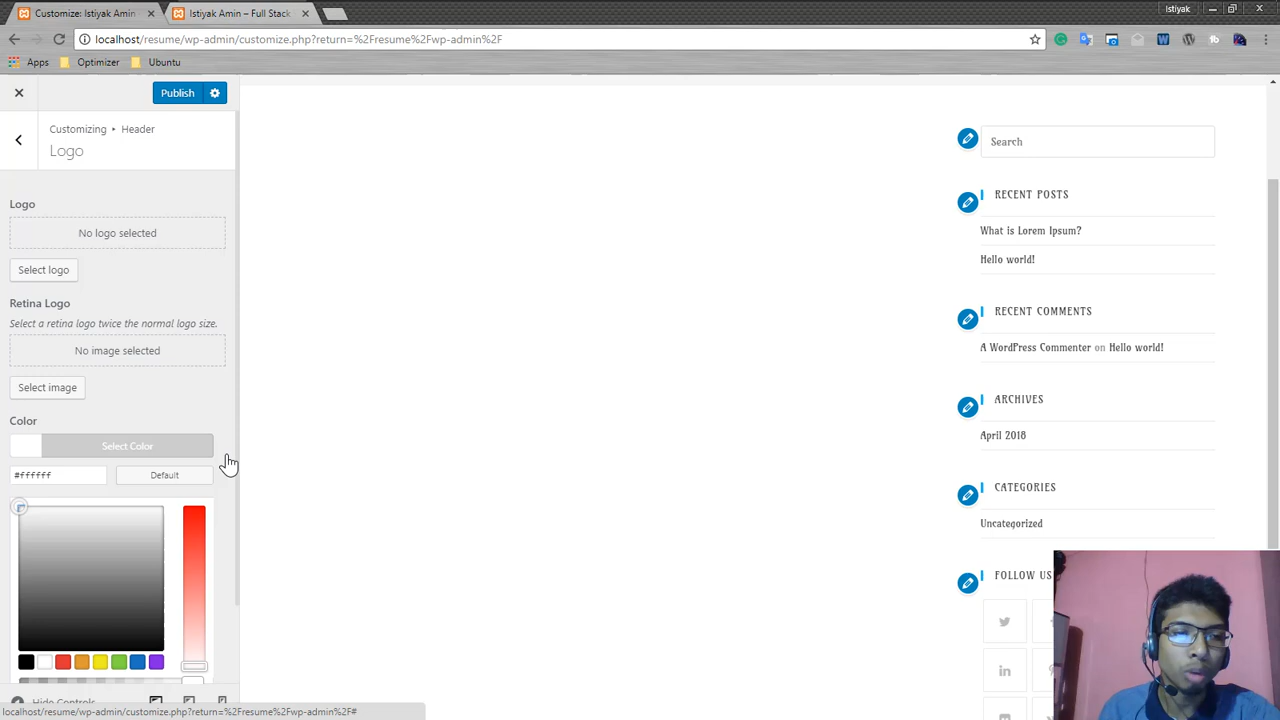 Customize: Istiyak Amin
Istiyak Amin – Full Stack
Istiyak
localhost/resume/wp-admin/customize.php?return=%2Fresume%2Fwp-admin%2F
Apps
Optimizer
Ubuntu
Publish
Customizing ▸ Header
Logo
Logo
No logo selected
Select logo
Retina Logo
Select a retina logo twice the normal logo size.
No image selected
Select image
Color
Select Color
#ffffff
Default
Hide Controls
localhost/resume/wp-admin/customize.php?return=%2Fresume%2Fwp-admin%2F#
Search
RECENT POSTS
What is Lorem Ipsum?
Hello world!
RECENT COMMENTS
A WordPress Commenter on Hello world!
ARCHIVES
April 2018
CATEGORIES
Uncategorized
FOLLOW US